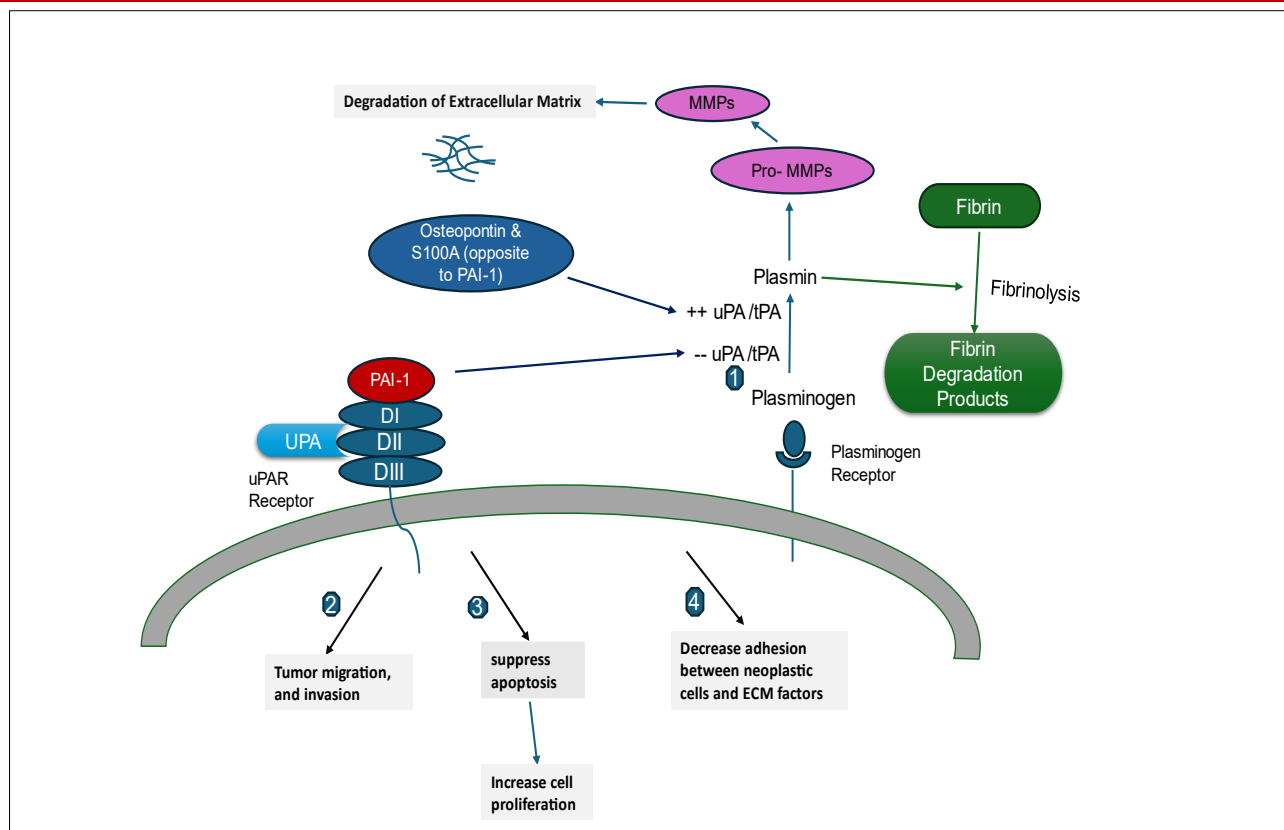 Degradation of Extracellular Matrix
MMPs
Pro- MMPs
Fibrin
Osteopontin &
S100A (opposite
to PAI-1)
Plasmin
Fibrinolysis
++ uPA/tPA
-- uPA/tPA
1
Fibrin
Degradation
Products
PAI-1
DI
DII
DIII
UPA
uPAR
Receptor
Plasminogen
Plasminogen
Receptor
2
3
4
Tumor migration,
and invasion
suppress
apoptosis
Decrease adhesion
between neoplastic
cells and ECM factors
Increase cell
proliferation